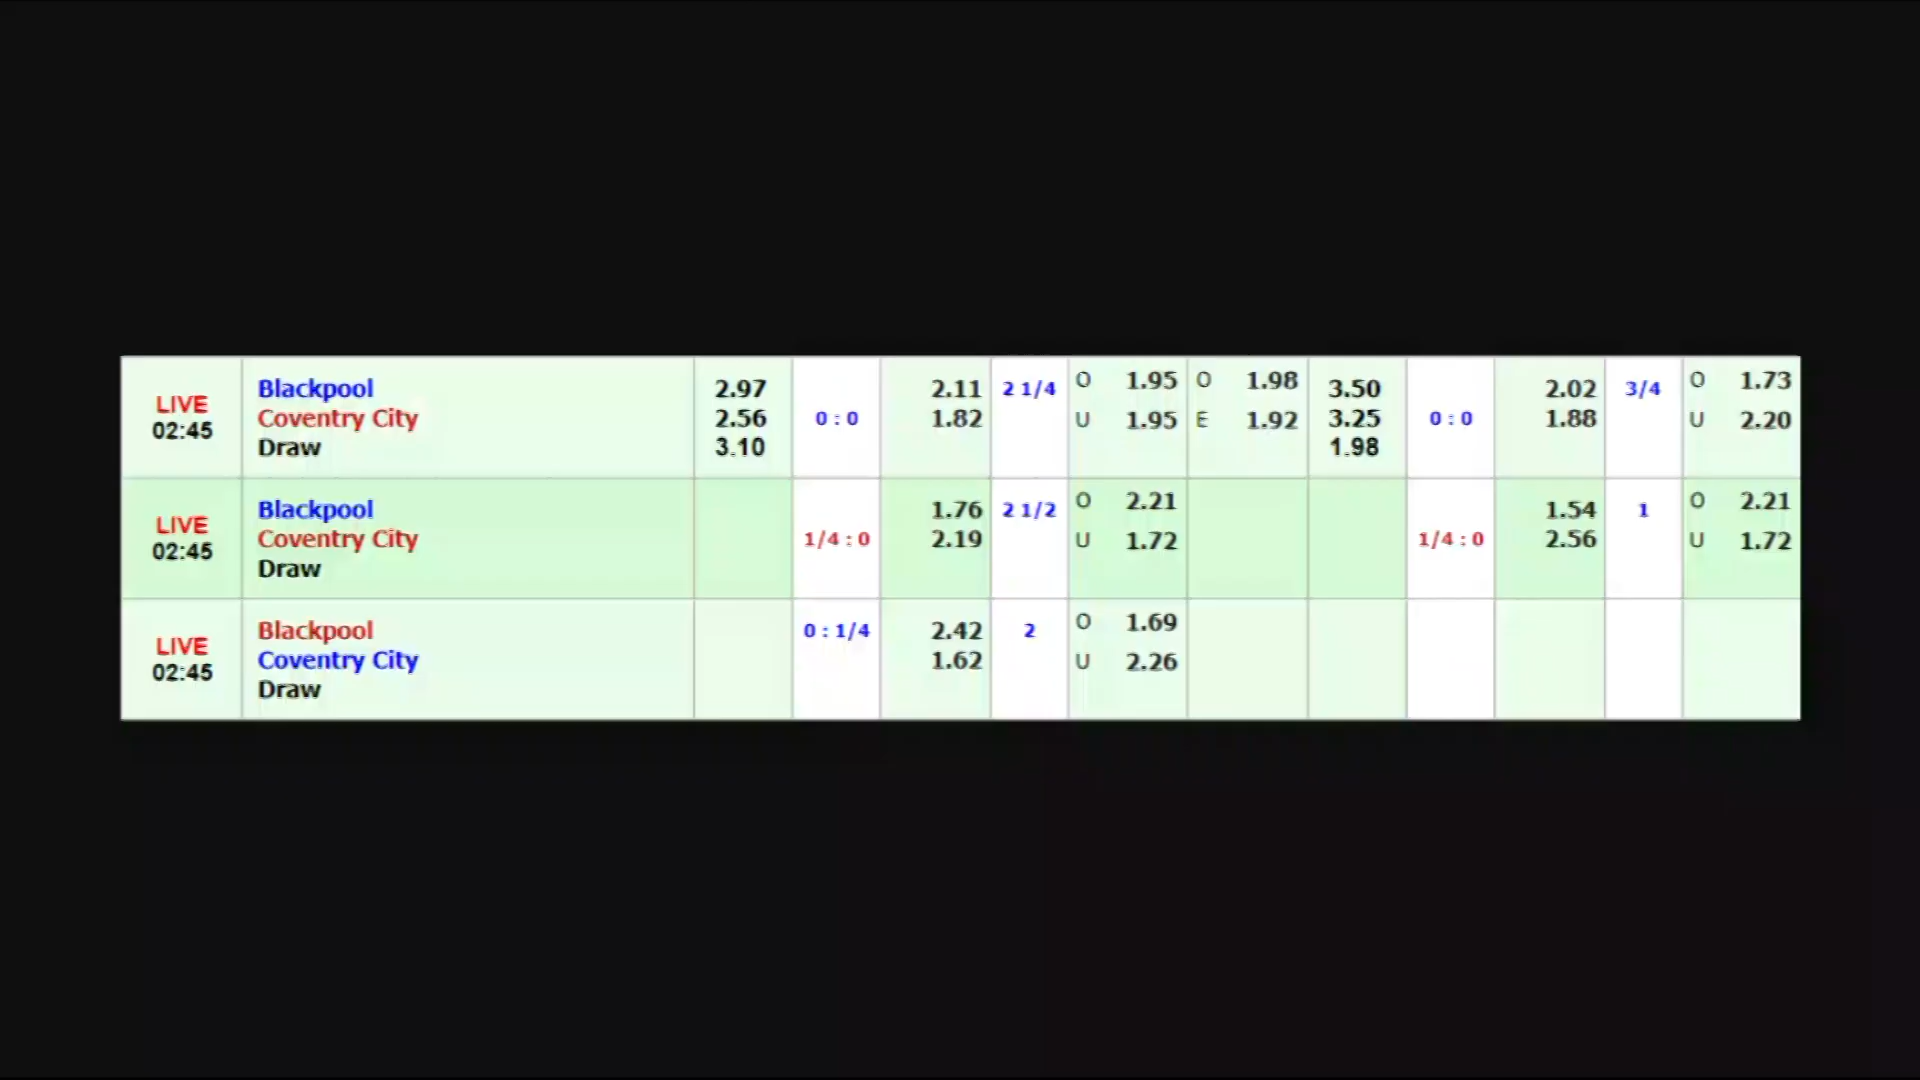 LIVE 02:45 Blackpool Coventry City Draw 2.97 2.56 3.10 0 : 0 2.11 1.82 2 1/4 O 1.95 U 1.95 O 1.98 E 1.92 3.50 3.25 1.98 0 : 0 2.02 1.88 3/4 O 1.73 U 2.20
LIVE 02:45 Blackpool Coventry City Draw 1/4 : 0 1.76 2.19 2 1/2 O 2.21 U 1.72 1/4 : 0 1.54 2.56 1 O 2.21 U 1.72
LIVE 02:45 Blackpool Coventry City Draw 0 : 1/4 2.42 1.62 2 O 1.69 U 2.26